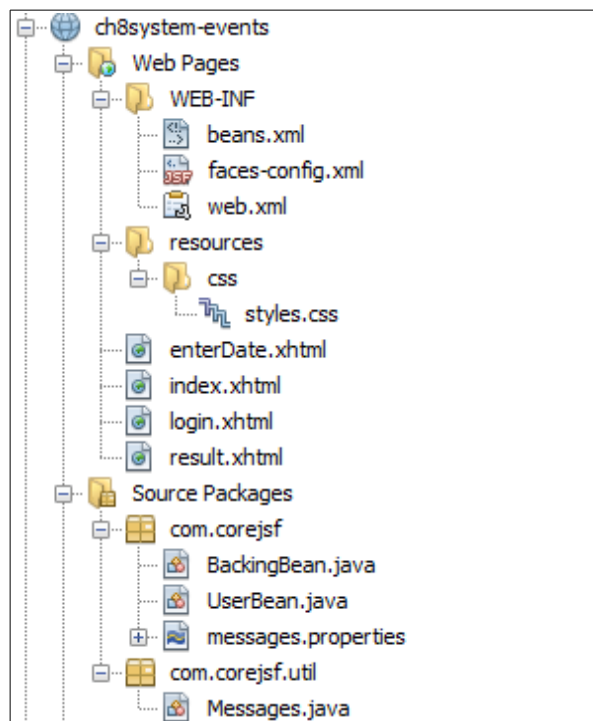 ch8system-events
Web Pages
WEB-INF
beans.xml
faces-config.xml
web.xml
resources
css
styles.css
enterDate.xhtml
index.xhtml
login.xhtml
result.xhtml
Source Packages
com.corejsf
BackingBean.java
UserBean.java
messages.properties
com.corejsf.util
Messages.java